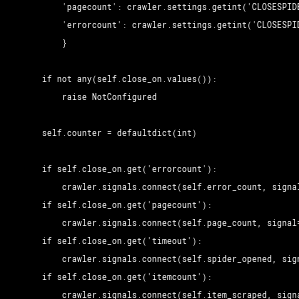 'pagecount': crawler.settings.getint('CLOSESPIDE
'errorcount': crawler.settings.getint('CLOSESPI
}
if not any(self.close_on.values()):
raise NotConfigured
self.counter = defaultdict(int)
if self.close_on.get('errorcount'):
crawler.signals.connect(self.error_count, signal
if self.close_on.get('pagecount'):
crawler.signals.connect(self.page_count, signal=
if self.close_on.get('timeout'):
crawler.signals.connect(self.spider_opened, sign
if self.close_on.get('itemcount'):
crawler.signals.connect(self.item_scraped, signa